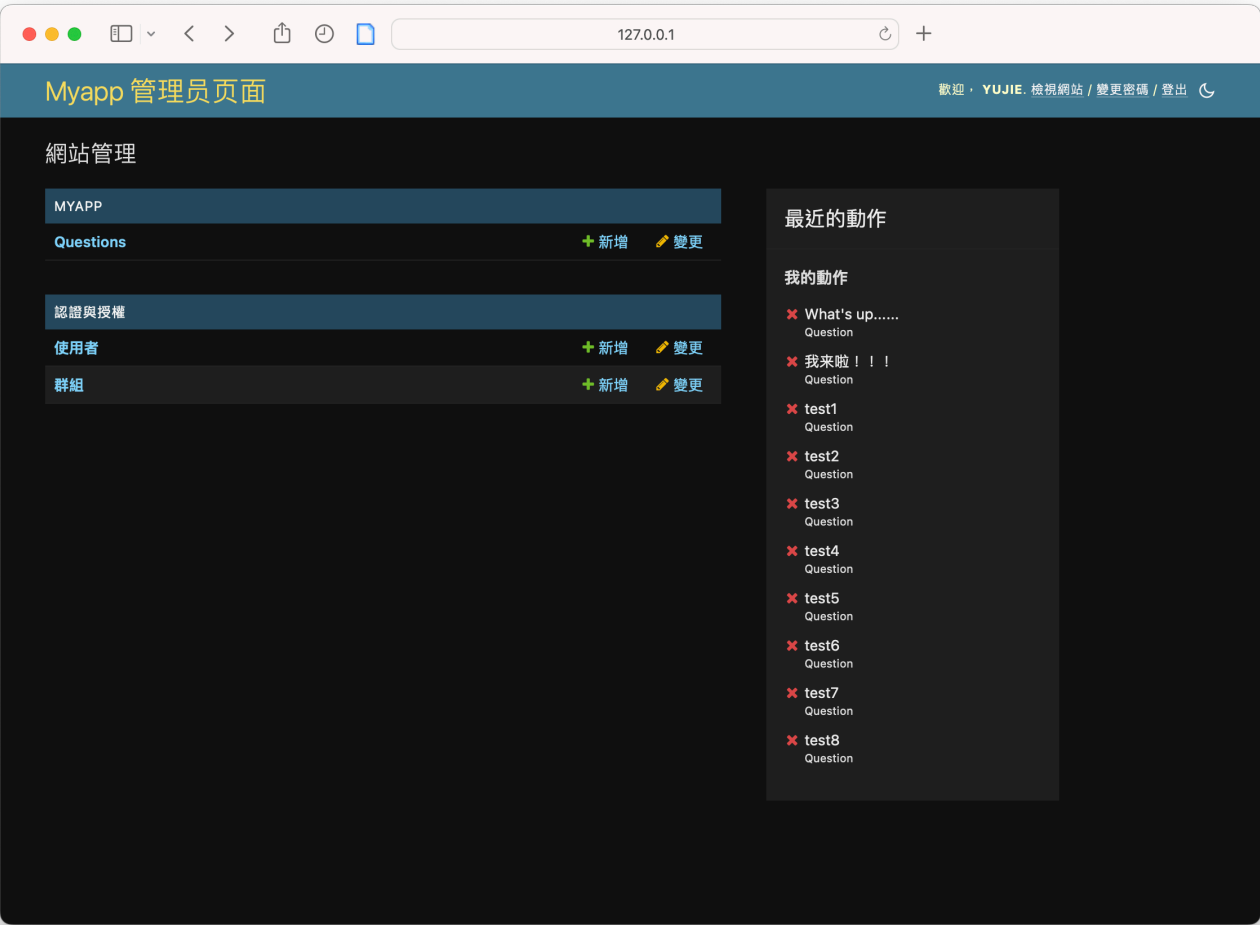 127.0.0.1
Myapp 管理员页面
歡迎， YUJIE. 檢視網站 / 變更密碼 / 登出
網站管理
MYAPP
Questions 新增 變更
認證與授權
使用者 新增 變更
群組 新增 變更
最近的動作
我的動作
What's up......
Question
我来啦！！！
Question
test1
Question
test2
Question
test3
Question
test4
Question
test5
Question
test6
Question
test7
Question
test8
Question